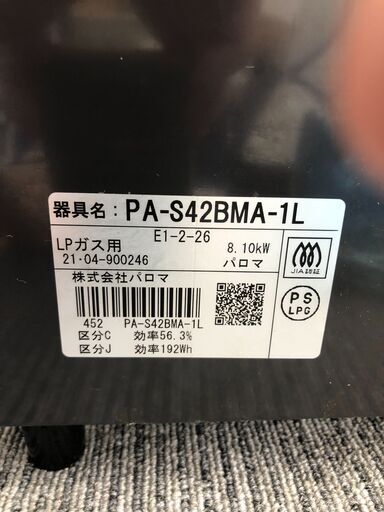 器具名：PA-S42BMA-1L
E1-2-26
LPガス用 8.10kW
21·04-900246 パロマ
JIA認証
株式会社パロマ
PS
LPG
452 PA-S42BMA-1L
区分C 効率56.3%
区分J 効率192Wh